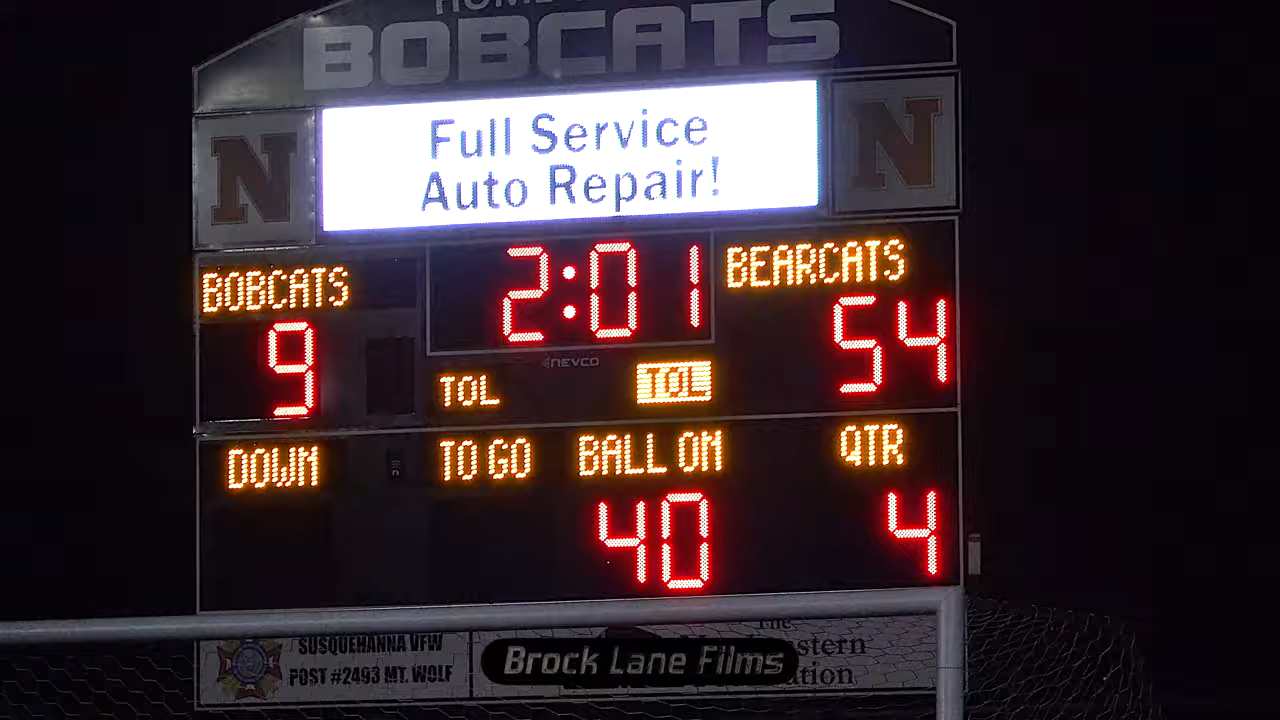 BOBCATS
N
N
Full Service
Auto Repair!
BOBCATS
2:01
BEARCATS
9
54
NEVCO
TOL
TOL
DOWN
TO GO
BALL ON
QTR
40
4
SUSQUEHANNA VFW
POST #2493 MT. WOLF
The
Brock Lane Films